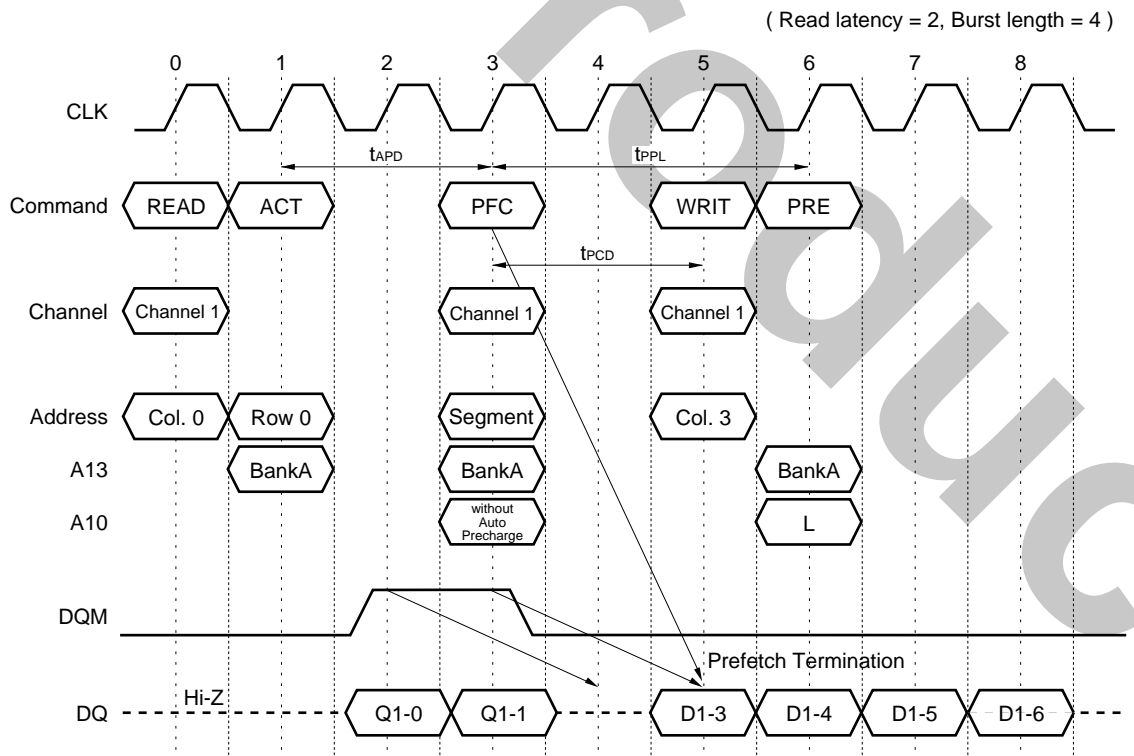 ( Read latency = 2, Burst length = 4 )
0 1 2 3 4 5 6 7 8
CLK
tAPD tPPL
Command READ ACT PFC WRIT PRE
tPCD
Channel Channel 1 Channel 1 Channel 1
Address Col. 0 Row 0 Segment Col. 3
A13 BankA BankA BankA
A10 without Auto Precharge L
DQM
Prefetch Termination
Hi-Z
DQ Q1-0 Q1-1 D1-3 D1-4 D1-5 D1-6
roduc